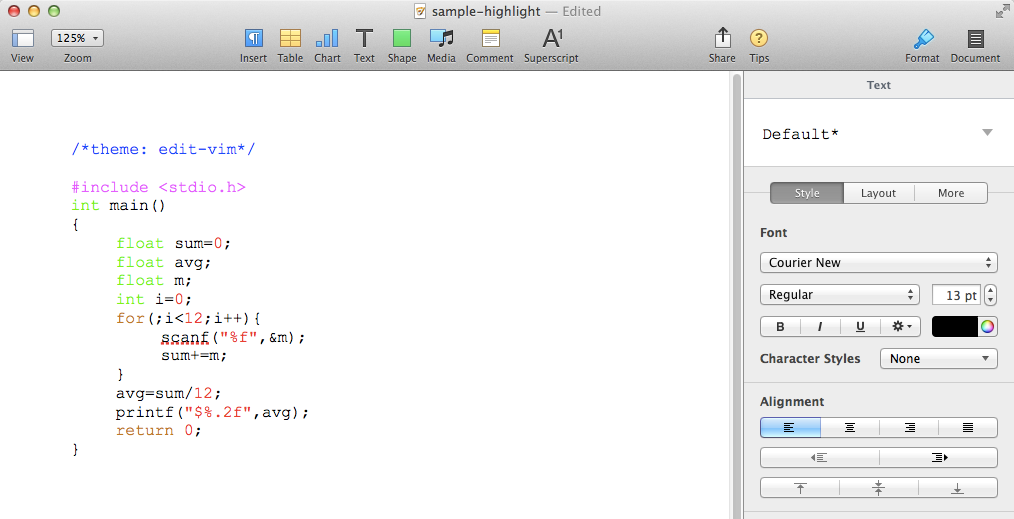 sample-highlight — Edited
125%
View Zoom Insert Table Chart Text Shape Media Comment Superscript Share Tips Format Document
Text
Default*
Style Layout More
Font
Courier New
Regular 13 pt
B I U
Character Styles None
Alignment
/*theme: edit-vim*/
#include <stdio.h>
int main()
{
float sum=0;
float avg;
float m;
int i=0;
for(;i<12;i++){
scanf("%f",&m);
sum+=m;
}
avg=sum/12;
printf("$%.2f",avg);
return 0;
}